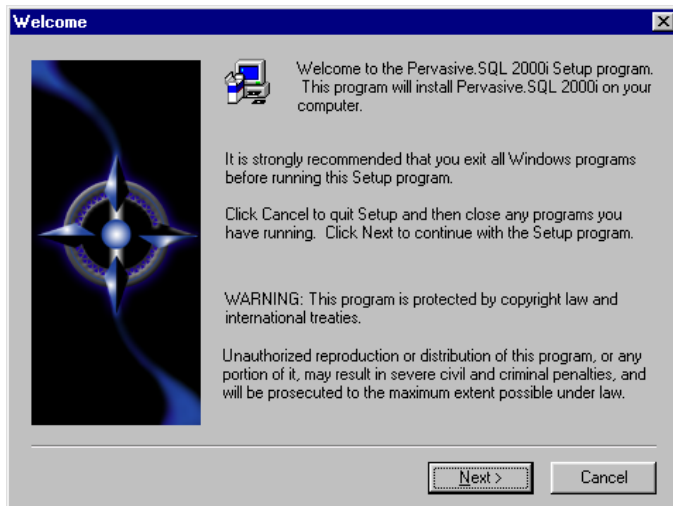 Welcome
Welcome to the Pervasive.SQL 2000i Setup program.
This program will install Pervasive.SQL 2000i on your
computer.
It is strongly recommended that you exit all Windows programs
before running this Setup program.
Click Cancel to quit Setup and then close any programs you
have running. Click Next to continue with the Setup program.
WARNING: This program is protected by copyright law and
international treaties.
Unauthorized reproduction or distribution of this program, or any
portion of it, may result in severe civil and criminal penalties, and
will be prosecuted to the maximum extent possible under law.
Next >
Cancel